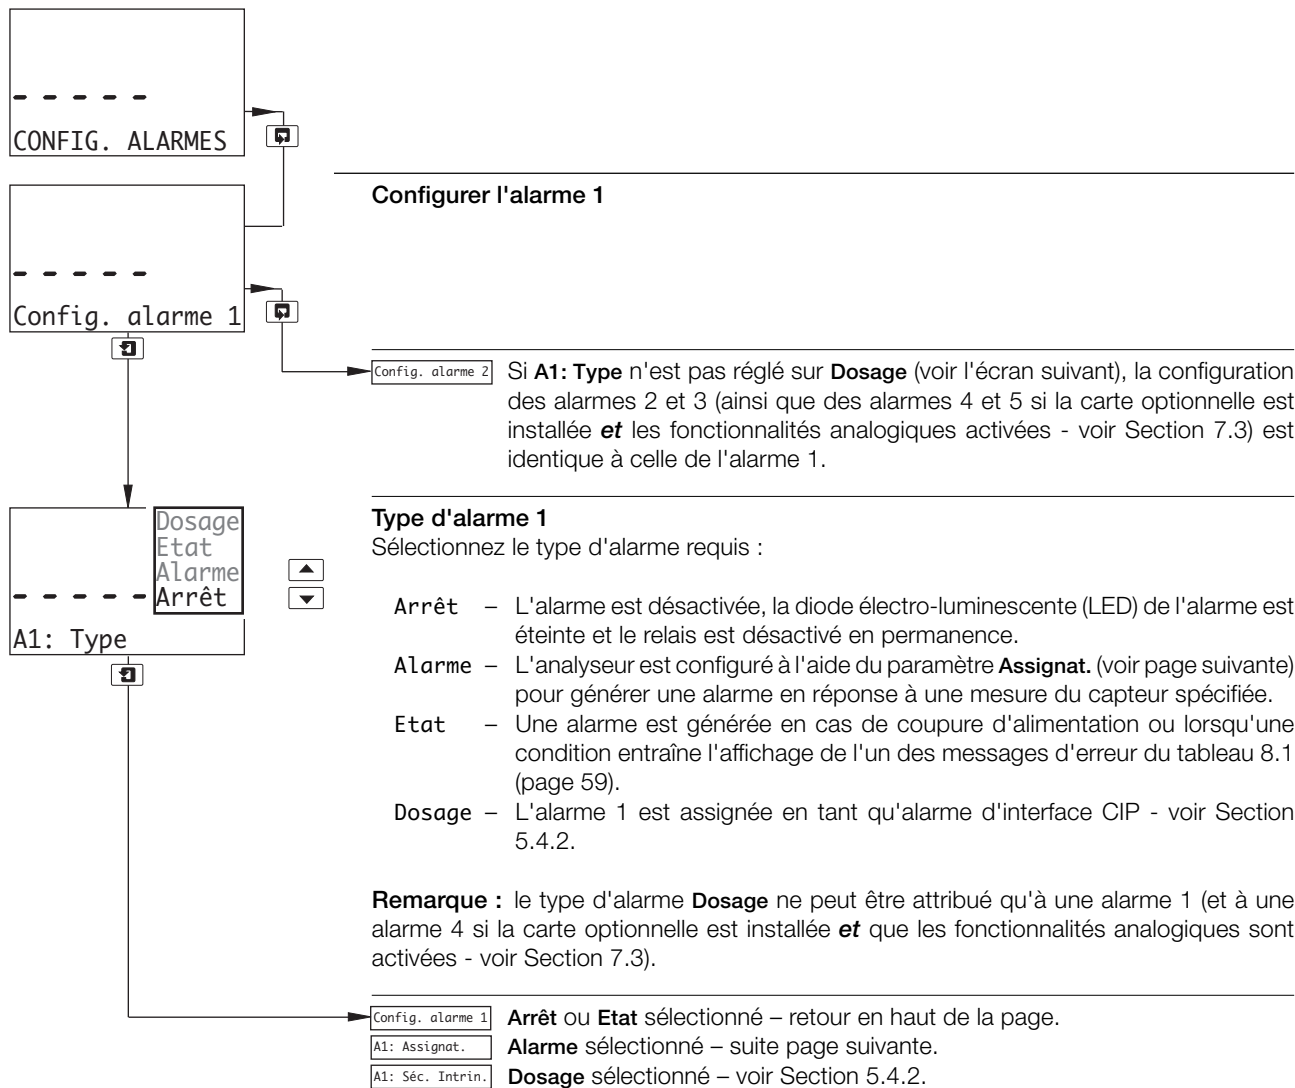 - - - - -
CONFIG. ALARMES
Configurer l'alarme 1
- - - - -
Config. alarme 1
Config. alarme 2
Si A1: Type n'est pas réglé sur Dosage (voir l'écran suivant), la configuration
des alarmes 2 et 3 (ainsi que des alarmes 4 et 5 si la carte optionnelle est
installée et les fonctionnalités analogiques activées - voir Section 7.3) est
identique à celle de l'alarme 1.
Dosage
Etat
Alarme
- - - - - Arrêt
A1: Type
Type d'alarme 1
Sélectionnez le type d'alarme requis :
Arrêt – L'alarme est désactivée, la diode électro-luminescente (LED) de l'alarme est
éteinte et le relais est désactivé en permanence.
Alarme – L'analyseur est configuré à l'aide du paramètre Assignat. (voir page suivante)
pour générer une alarme en réponse à une mesure du capteur spécifiée.
Etat – Une alarme est générée en cas de coupure d'alimentation ou lorsqu'une
condition entraîne l'affichage de l'un des messages d'erreur du tableau 8.1
(page 59).
Dosage – L'alarme 1 est assignée en tant qu'alarme d'interface CIP - voir Section
5.4.2.
Remarque : le type d'alarme Dosage ne peut être attribué qu'à une alarme 1 (et à une
alarme 4 si la carte optionnelle est installée et que les fonctionnalités analogiques sont
activées - voir Section 7.3).
Config. alarme 1 Arrêt ou Etat sélectionné – retour en haut de la page.
A1: Assignat. Alarme sélectionné – suite page suivante.
A1: Séc. Intrin. Dosage sélectionné – voir Section 5.4.2.